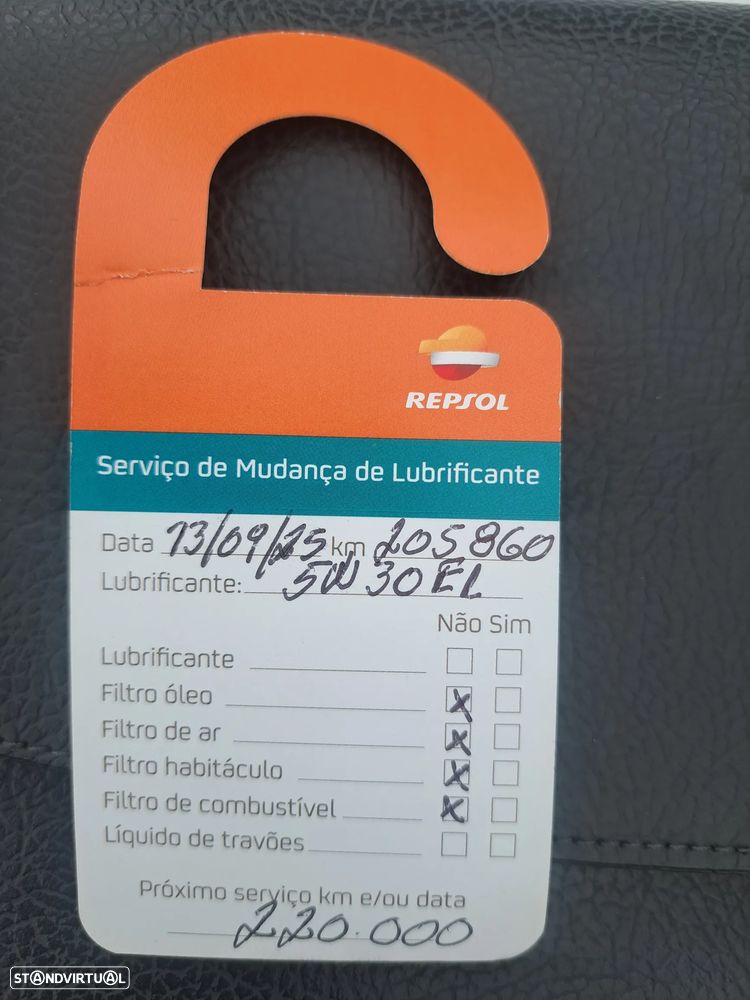 REPSOL
Serviço de Mudança de Lubrificante
Data 13/09/25 km 205860
Lubrificante: 5W30 EL
Não Sim
Lubrificante
Filtro óleo X
Filtro de ar X
Filtro habitáculo X
Filtro de combustível X
Líquido de travões
Próximo serviço km e/ou data
220.000
STANDVIRTUAL